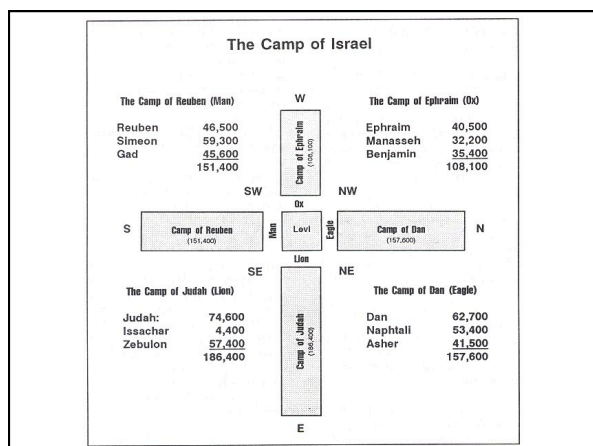 The Camp of Israel
The Camp of Reuben (Man)
Reuben 46,500
Simeon 59,300
Gad 45,600
151,400
W
The Camp of Ephraim (Ox)
Ephraim 40,500
Manasseh 32,200
Benjamin 35,400
108,100
Camp of Ephraim
(108,100)
SW
NW
Ox
S
Camp of Reuben
(151,400)
Man
Levi
Eagle
Camp of Dan
(157,600)
N
Lion
SE
NE
The Camp of Judah (Lion)
Judah: 74,600
Issachar 4,400
Zebulon 57,400
186,400
Camp of Judah
(186,400)
The Camp of Dan (Eagle)
Dan 62,700
Naphtali 53,400
Asher 41,500
157,600
E